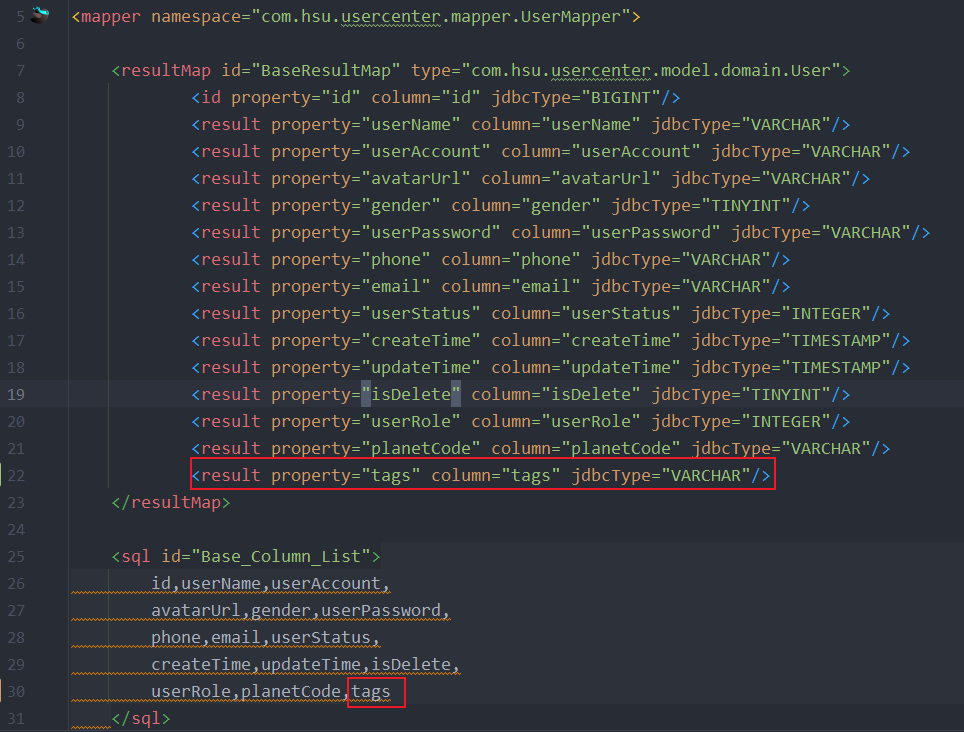 5 <mapper namespace="com.hsu.usercenter.mapper.UserMapper">
6
7 <resultMap id="BaseResultMap" type="com.hsu.usercenter.model.domain.User">
8 <id property="id" column="id" jdbcType="BIGINT"/>
9 <result property="userName" column="userName" jdbcType="VARCHAR"/>
10 <result property="userAccount" column="userAccount" jdbcType="VARCHAR"/>
11 <result property="avatarUrl" column="avatarUrl" jdbcType="VARCHAR"/>
12 <result property="gender" column="gender" jdbcType="TINYINT"/>
13 <result property="userPassword" column="userPassword" jdbcType="VARCHAR"/>
14 <result property="phone" column="phone" jdbcType="VARCHAR"/>
15 <result property="email" column="email" jdbcType="VARCHAR"/>
16 <result property="userStatus" column="userStatus" jdbcType="INTEGER"/>
17 <result property="createTime" column="createTime" jdbcType="TIMESTAMP"/>
18 <result property="updateTime" column="updateTime" jdbcType="TIMESTAMP"/>
19 <result property="isDelete" column="isDelete" jdbcType="TINYINT"/>
20 <result property="userRole" column="userRole" jdbcType="INTEGER"/>
21 <result property="planetCode" column="planetCode" jdbcType="VARCHAR"/>
22 <result property="tags" column="tags" jdbcType="VARCHAR"/>
23 </resultMap>
24
25 <sql id="Base_Column_List">
26 id,userName,userAccount,
27 avatarUrl,gender,userPassword,
28 phone,email,userStatus,
29 createTime,updateTime,isDelete,
30 userRole,planetCode,tags
31 </sql>